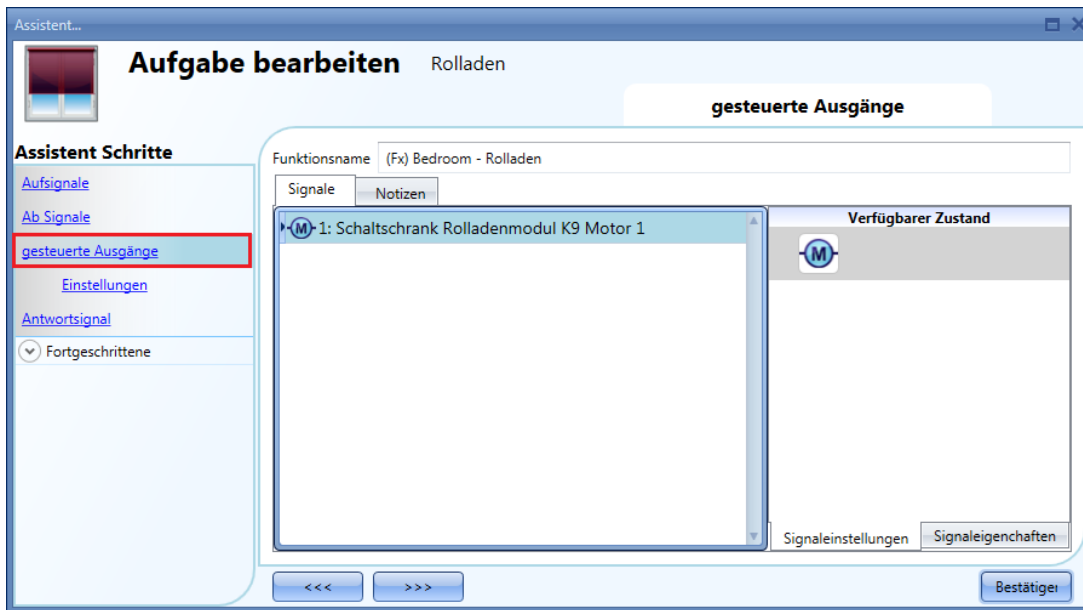 Assistent...
Aufgabe bearbeiten Rolladen
gesteuerte Ausgänge
Assistent Schritte
Aufsignale
Ab Signale
gesteuerte Ausgänge
Einstellungen
Antwortsignal
Fortgeschrittene
Funktionsname (Fx) Bedroom - Rolladen
Signale Notizen
M 1: Schaltschrank Rolladenmodul K9 Motor 1
Verfügbarer Zustand
M
Signaleinstellungen Signaleigenschaften
<<< >>> Bestätiger